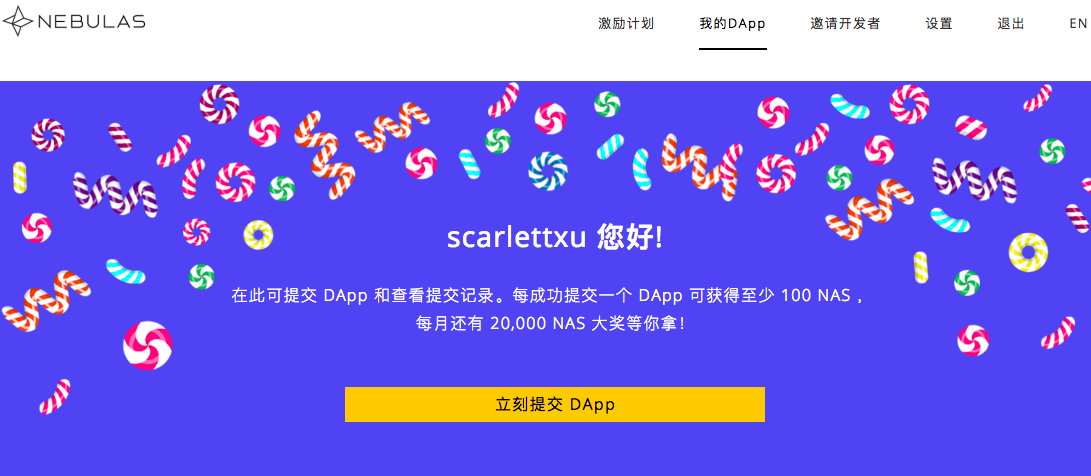 NEBULAS
激励计划 我的DApp 邀请开发者 设置 退出 EN
scarlettxu 您好!
在此可提交 DApp 和查看提交记录。每成功提交一个 DApp 可获得至少 100 NAS ，
每月还有 20,000 NAS 大奖等你拿!
立刻提交 DApp